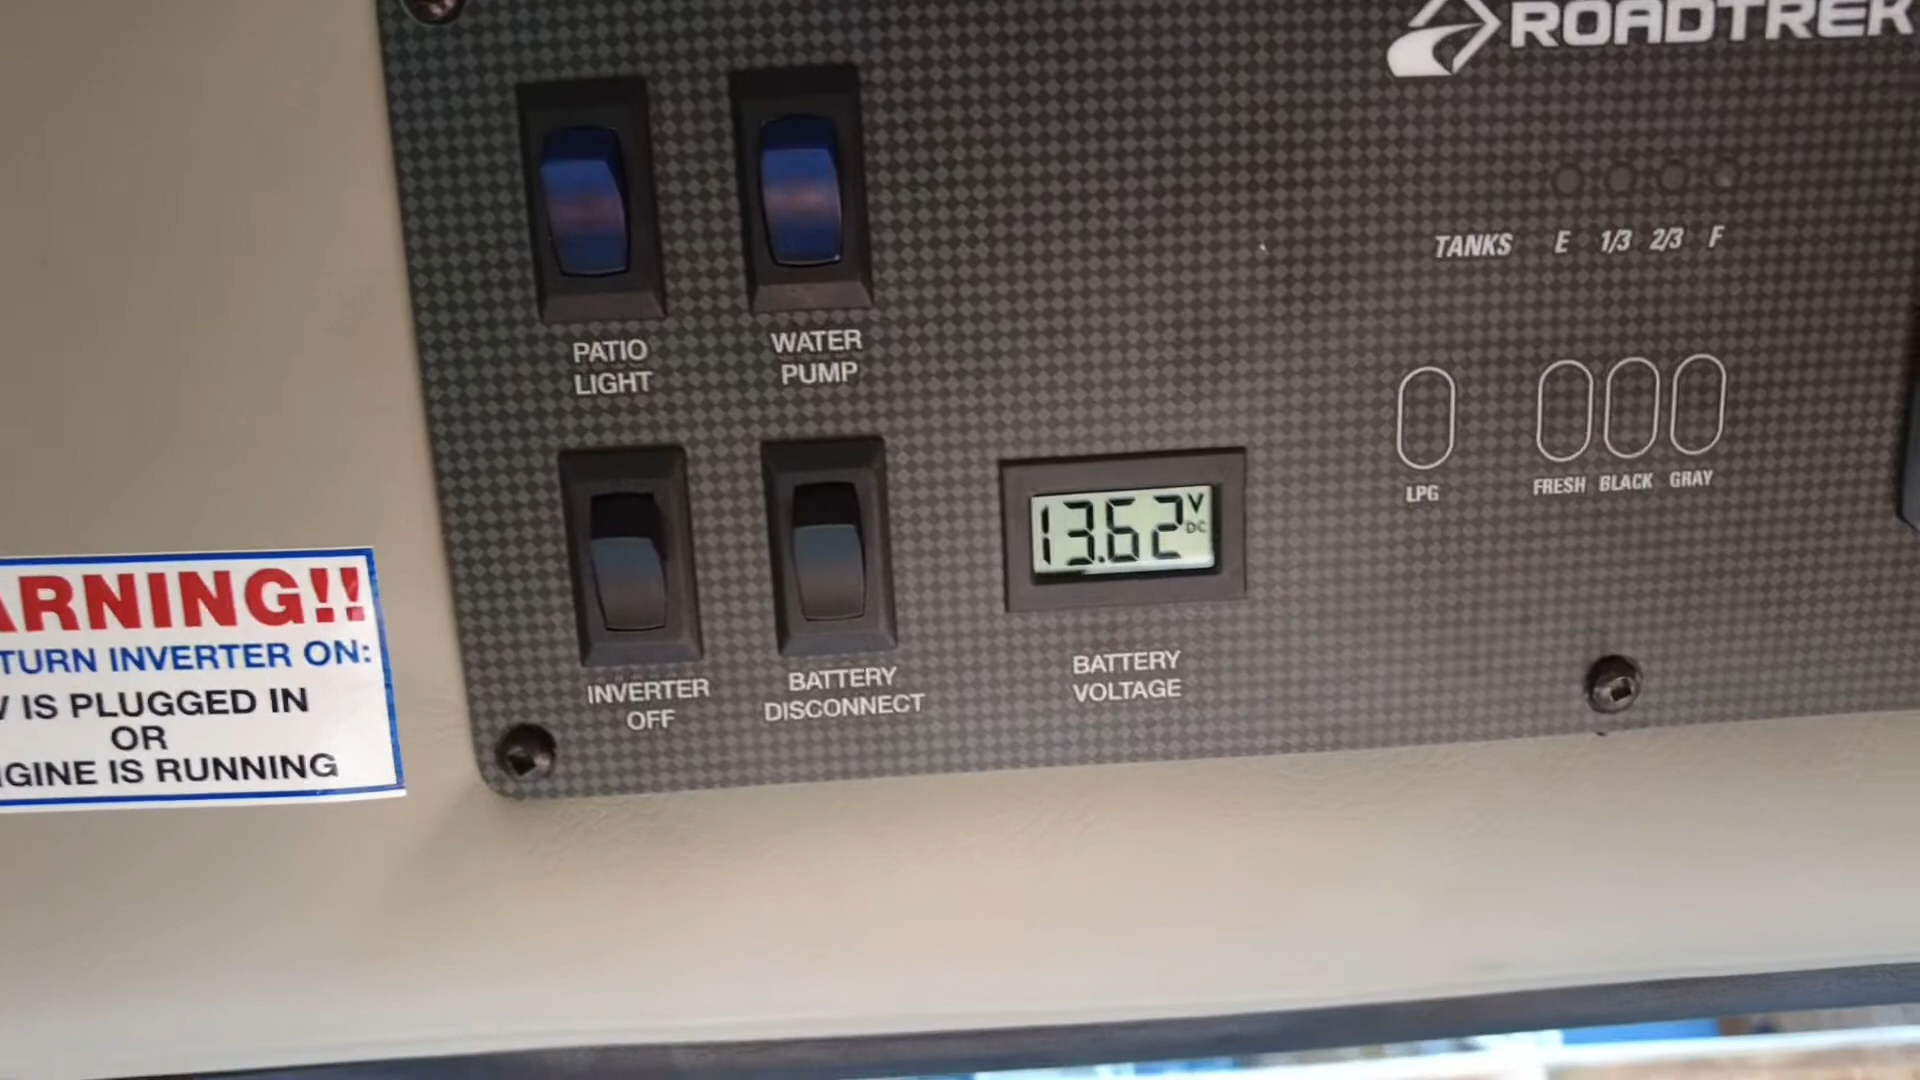 ROADTREK
TANKS E 1/3 2/3 F
PATIO
LIGHT
WATER
PUMP
LPG
FRESH BLACK GRAY
13.62 V
DC
INVERTER
OFF
BATTERY
DISCONNECT
BATTERY
VOLTAGE
ARNING!!
TURN INVERTER ON:
IS PLUGGED IN
OR
GINE IS RUNNING